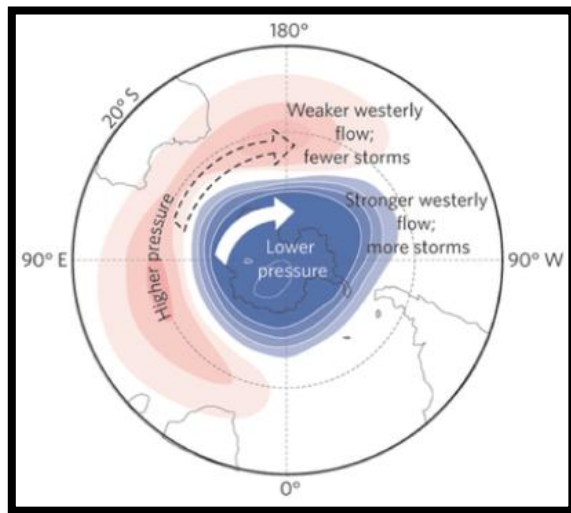 180°
20° S
Weaker westerly
flow;
fewer storms
Stronger westerly
flow;
more storms
Higher pressure
Lower
pressure
90° E
90° W
0°